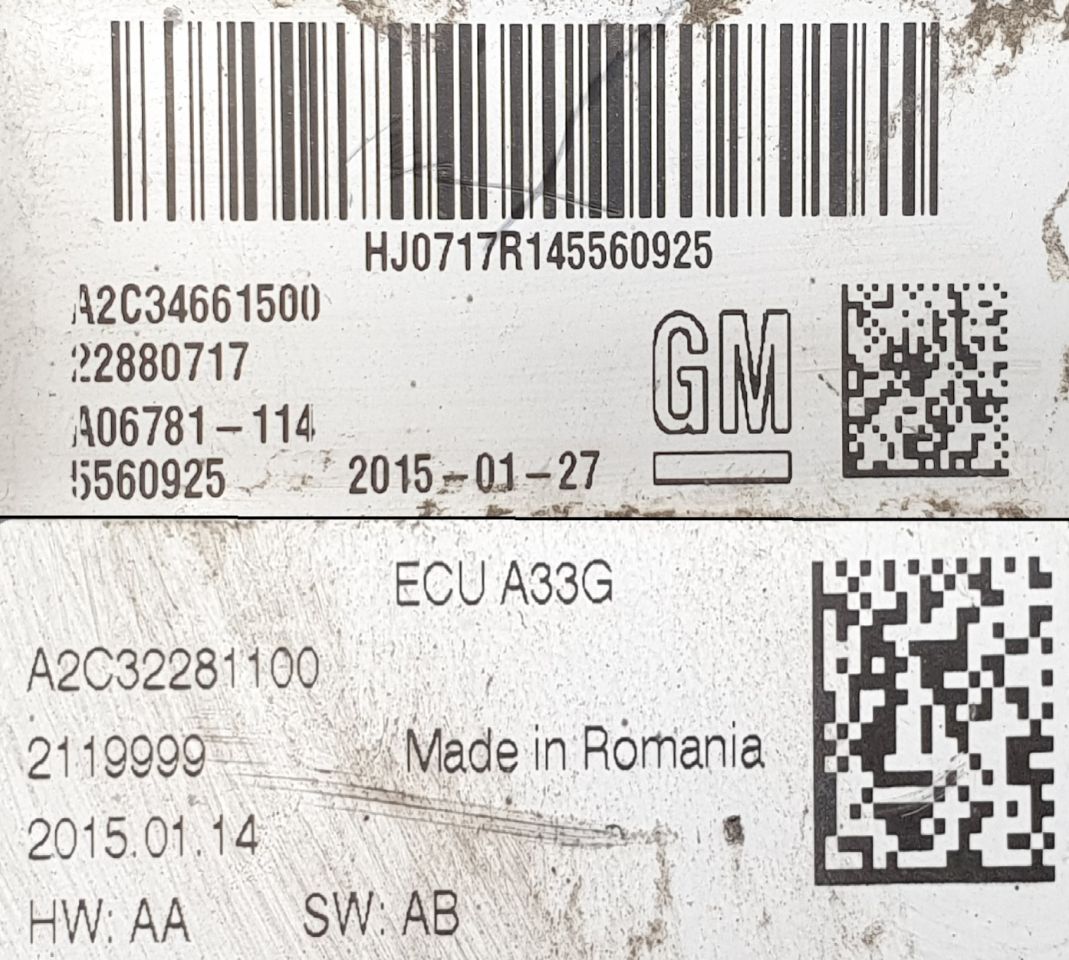 HJ0717R145560925
A2C34661500
22880717
A06781-114
5560925 2015-01-27
GM
ECU A33G
A2C32281100
2119999 Made in Romania
2015.01.14
HW: AA SW: AB